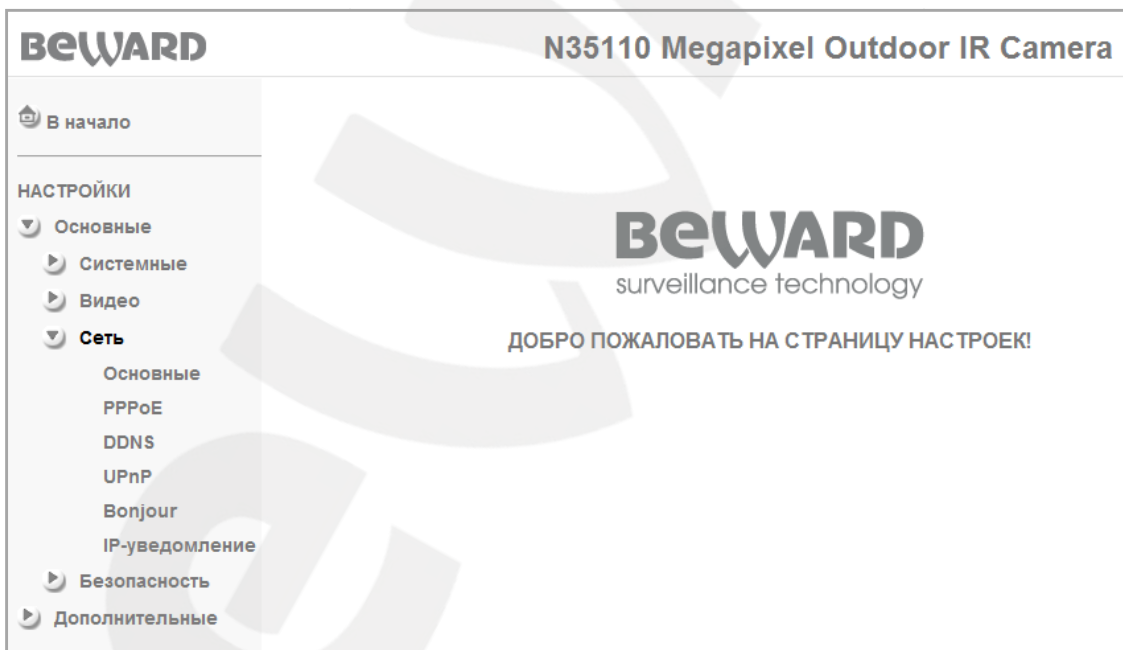 BEWARD
N35110 Megapixel Outdoor IR Camera
В начало
НАСТРОЙКИ
Основные
Системные
Видео
Сеть
Основные
PPPoE
DDNS
UPnP
Bonjour
IP-уведомление
Безопасность
Дополнительные
BEWARD
surveillance technology
ДОБРО ПОЖАЛОВАТЬ НА СТРАНИЦУ НАСТРОЕК!